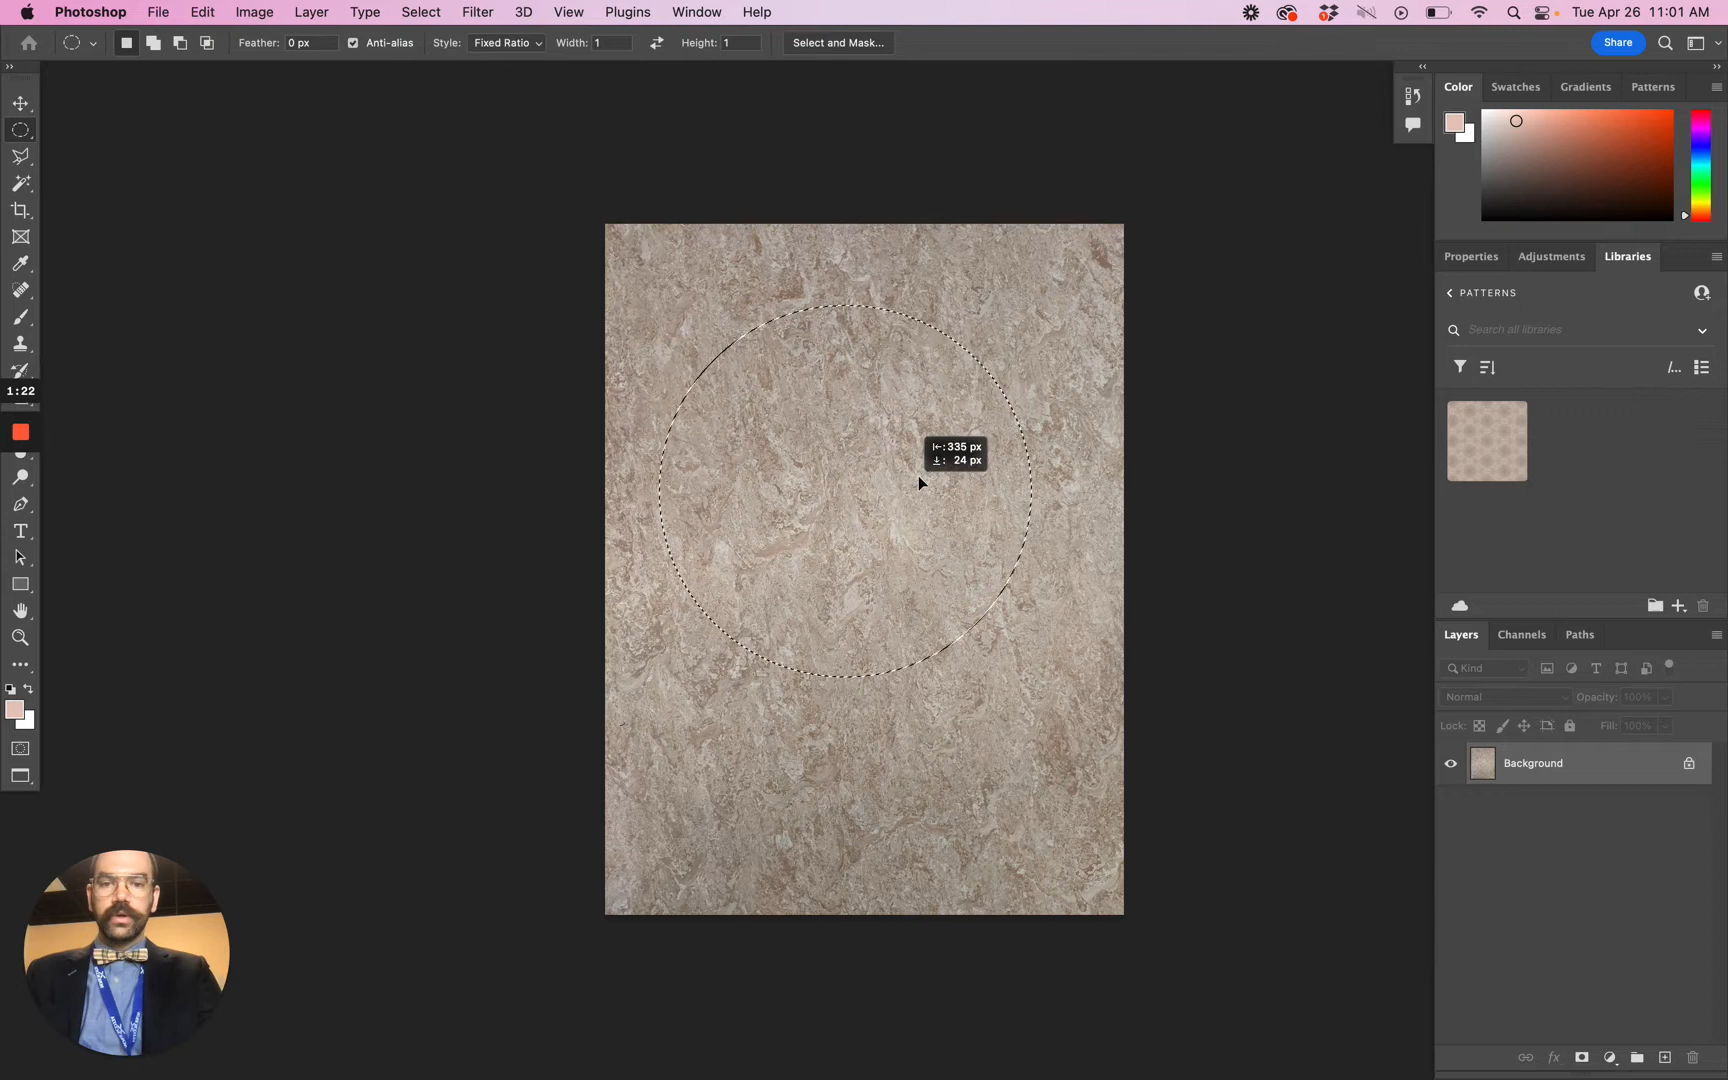 Photoshop File Edit Image Layer Type Select Filter 3D View Plugins Window Help
1
Tue Apr 26 11:01 AM
Feather: 0 px Anti-alias Style: Fixed Ratio Width: 1 Height: 1 Select and Mask... Share
Color Swatches Gradients Patterns
Properties Adjustments Libraries
PATTERNS
Search all libraries
/...
1:22
335 px
24 px
T
Layers Channels Paths
Kind
T
Normal Opacity: 100%
Lock: Fill: 100%
Background
fx